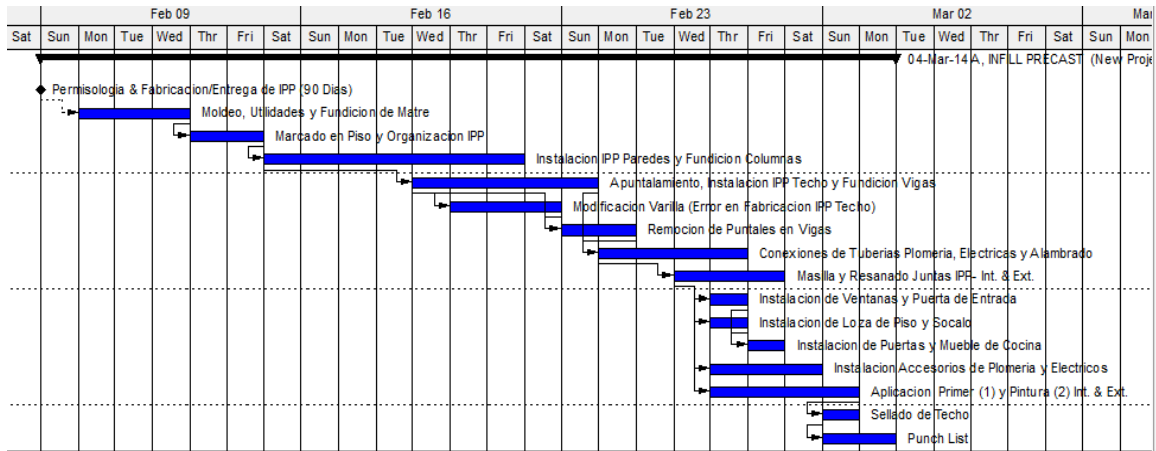 Feb 09 Feb 16 Feb 23 Mar 02 Mar
Sat Sun Mon Tue Wed Thr Fri Sat Sun Mon Tue Wed Thr Fri Sat Sun Mon Tue Wed Thr Fri Sat Sun Mon Tue Wed Thr Fri Sat Sun Mon
04-Mar-14 A, INFILL PRECAST (New Proje
Permisologia & Fabricacion/Entrega de IPP (90 Dias)
Moldeo, Utilidades y Fundicion de Matre
Marcado en Piso y Organizacion IPP
Instalacion IPP Paredes y Fundicion Columnas
Apuntalamiento, Instalacion IPP Techo y Fundicion Vigas
Modificacion Varilla (Error en Fabricacion IPP Techo)
Remocion de Puntales en Vigas
Conexiones de Tuberias Plomeria, Electricas y Alambrado
Masilla y Resanado Juntas IPP- Int. & Ext.
Instalacion de Ventanas y Puerta de Entrada
Instalacion de Loza de Piso y Socalo
Instalacion de Puertas y Mueble de Cocina
Instalacion Accesorios de Plomeria y Electricos
Aplicacion Primer (1) y Pintura (2) Int. & Ext.
Sellado de Techo
Punch List